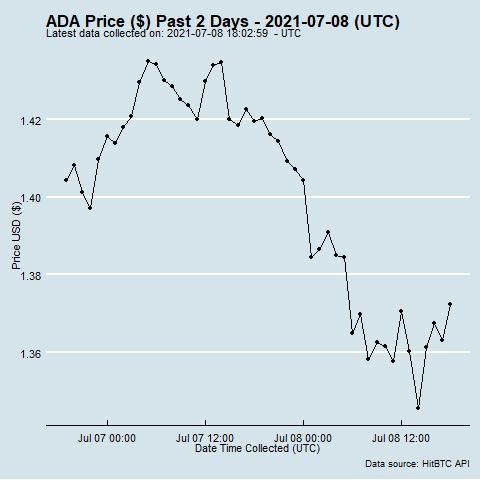 ADA Price ($) Past 2 Days - 2021-07-08 (UTC)
Latest data collected on: 2021-07-08 18:02:59 - UTC
1.42
1.40
1.38
1.36
Price USD ($)
Jul 07 00:00 Jul 07 12:00 Jul 08 00:00 Jul 08 12:00
Date Time Collected (UTC)
Data source: HitBTC API